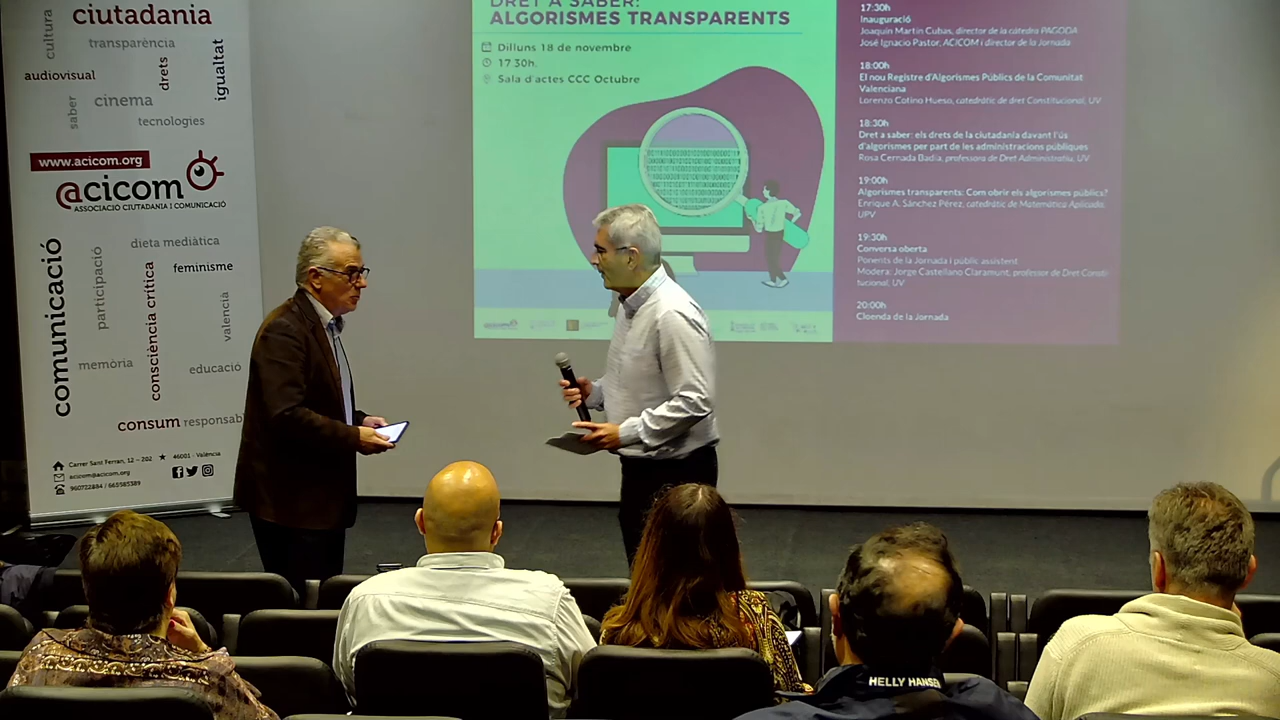 cultura
ciutadania
transparència
audiovisual
drets
igualtat
saber
cinema
tecnologies
www.acicom.org
@cicom
ASSOCIACIÓ CIUTADANIA I COMUNICACIÓ
comunicació
participació
dieta mediàtica
consciència crítica
feminisme
valencià
memòria
educació
consum responsabl
Carrer Sant Ferran, 12 - 202 ★ 46001 - València
acicom@acicom.org
960722884 / 665585389
DRET A SABER:
ALGORISMES TRANSPARENTS
Dilluns 18 de novembre
17:30h.
Sala d'actes CCC Octubre
17:30h
Inauguració
Joaquín Martín Cubas, director de la càtedra PAGODA
José Ignacio Pastor, ACICOM i director de la Jornada
18:00h
El nou Registre d'Algorismes Públics de la Comunitat
Valenciana
Lorenzo Cotino Hueso, catedràtic de dret Constitucional, UV
18:30h
Dret a saber: els drets de la ciutadania davant l'ús
d'algorismes per part de les administracions públiques
Rosa Cernada Badía, professora de Dret Administratiu, UV
19:00h
Algorismes transparents: Com obrir els algorismes públics?
Enrique A. Sánchez Pérez, catedràtic de Matemàtica Aplicada,
UPV
19:30h
Conversa oberta
Ponents de la Jornada i públic assistent
Modera: Jorge Castellano Claramunt, professor de Dret Consti-
tucional, UV
20:00h
Cloenda de la Jornada
HELLY HANSEN